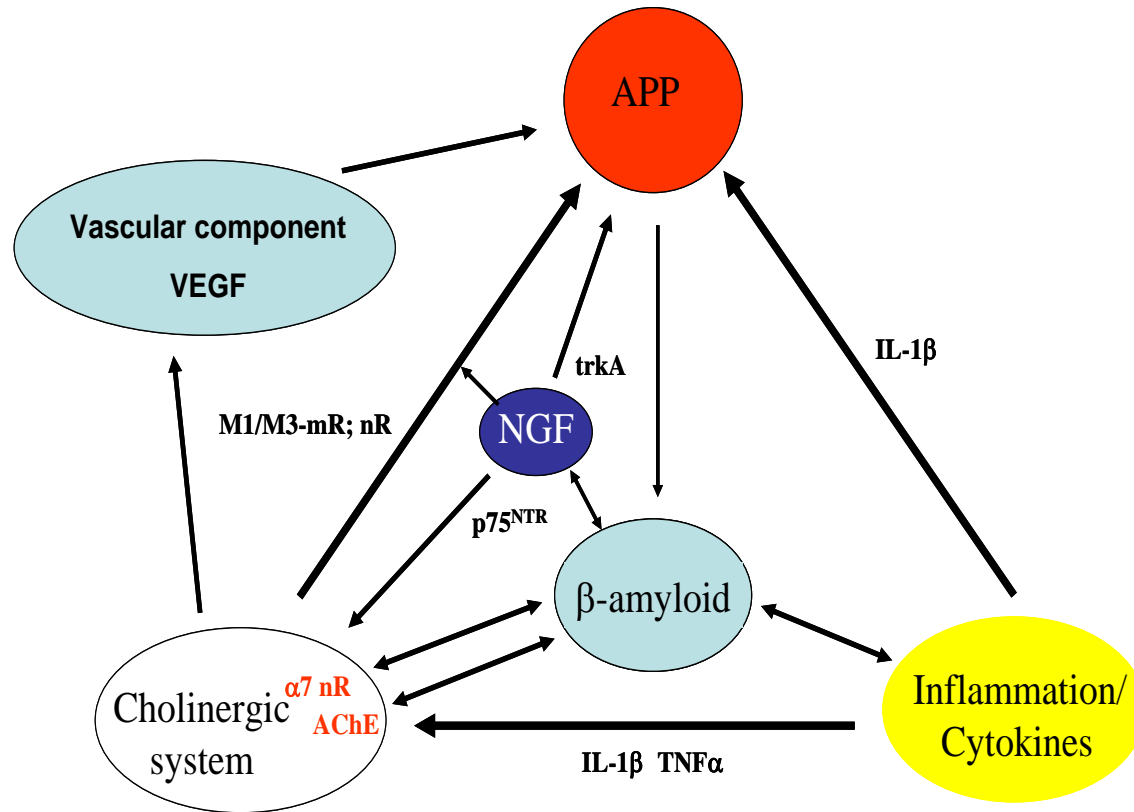 APP
Vascular component
VEGF
IL-1β
trkA
M1/M3-mR; nR
NGF
p75NTR
β-amyloid
Cholinergic α7 nR
AChE
system
Inflammation/
Cytokines
IL-1β TNFα